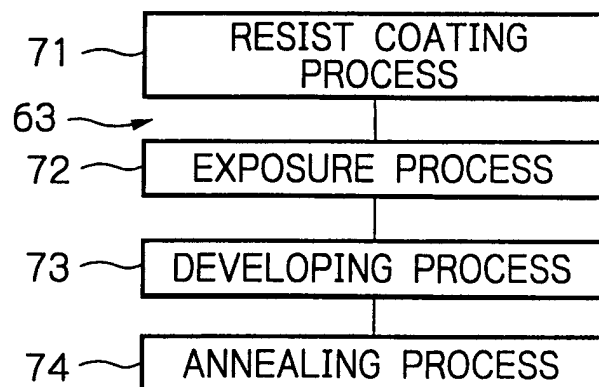 71
RESIST COATING
PROCESS
63
72
EXPOSURE PROCESS
73
DEVELOPING PROCESS
74
ANNEALING PROCESS